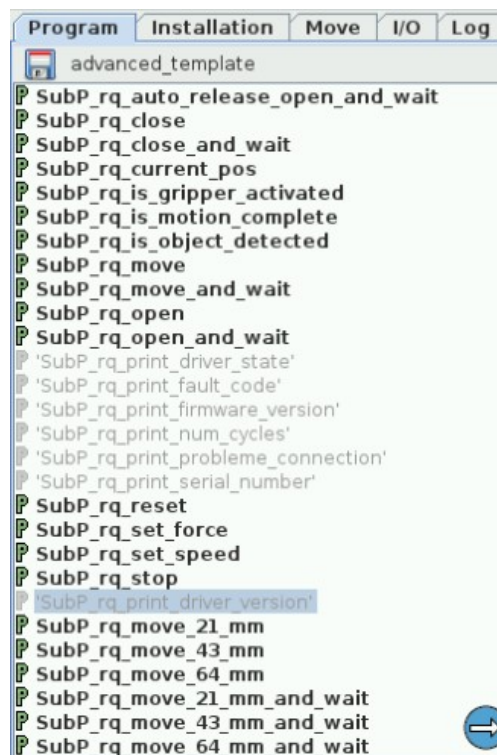 Program Installation Move I/O Log
advanced_template
P SubP_rq_auto_release_open_and_wait
P SubP_rq_close
P SubP_rq_close_and_wait
P SubP_rq_current_pos
P SubP_rq_is_gripper_activated
P SubP_rq_is_motion_complete
P SubP_rq_is_object_detected
P SubP_rq_move
P SubP_rq_move_and_wait
P SubP_rq_open
P SubP_rq_open_and_wait
P 'SubP_rq_print_driver_state'
P 'SubP_rq_print_fault_code'
P 'SubP_rq_print_firmware_version'
P 'SubP_rq_print_num_cycles'
P 'SubP_rq_print_probleme_connection'
P 'SubP_rq_print_serial_number'
P SubP_rq_reset
P SubP_rq_set_force
P SubP_rq_set_speed
P SubP_rq_stop
P 'SubP_rq_print_driver_version'
P SubP_rq_move_21_mm
P SubP_rq_move_43_mm
P SubP_rq_move_64_mm
P SubP_rq_move_21_mm_and_wait
P SubP_rq_move_43_mm_and_wait
P SubP_rq_move_64_mm_and_wait